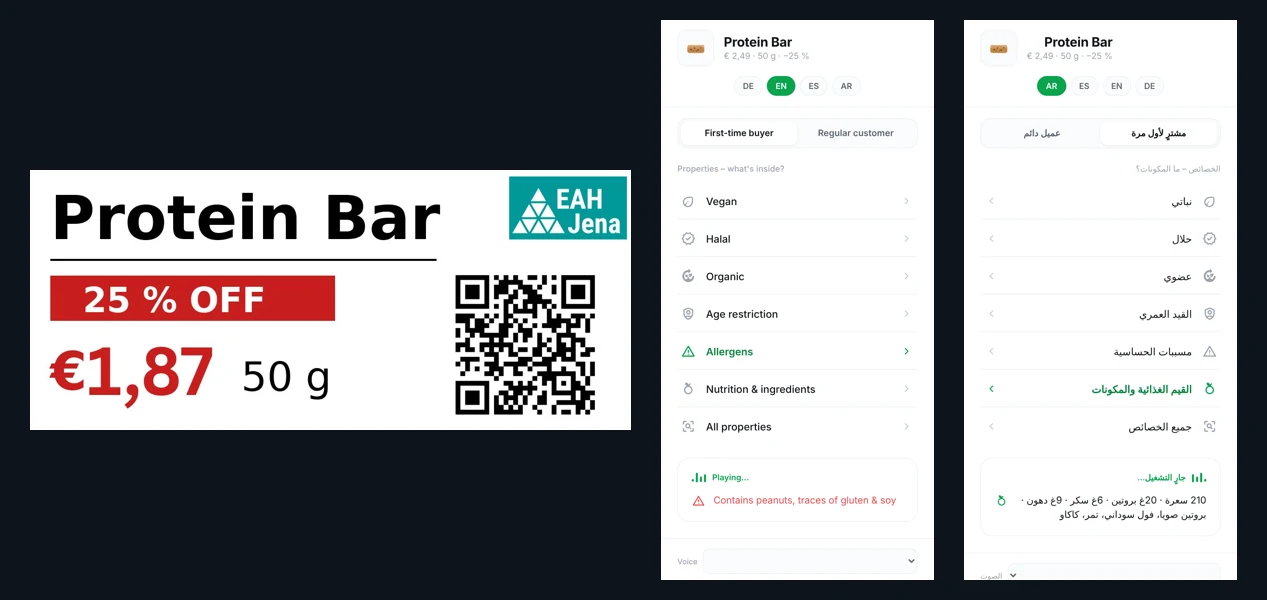 Protein Bar
EAH
Jena
25 % OFF
€1,87 50 g
Protein Bar
€ 2,49 · 50 g · −25 %
DE EN ES AR
First-time buyer Regular customer
Properties – what's inside?
Vegan
Halal
Organic
Age restriction
Allergens
Nutrition & ingredients
All properties
Playing...
Contains peanuts, traces of gluten & soy
Voice
Protein Bar
€ 2,49 · 50 g · −25 %
AR ES EN DE
مشترٍ لأول مرة عميل دائم
الخصائص – ما المكونات؟
نباتي
حلال
عضوي
القيد العمري
مسببات الحساسية
القيم الغذائية والمكونات
جميع الخصائص
جارٍ التشغيل...
210 سعرة · 20غ بروتين · 6غ سكر · 9غ دهون ·
بروتين صويا، فول سوداني، تمر، كاكاو
الصوت